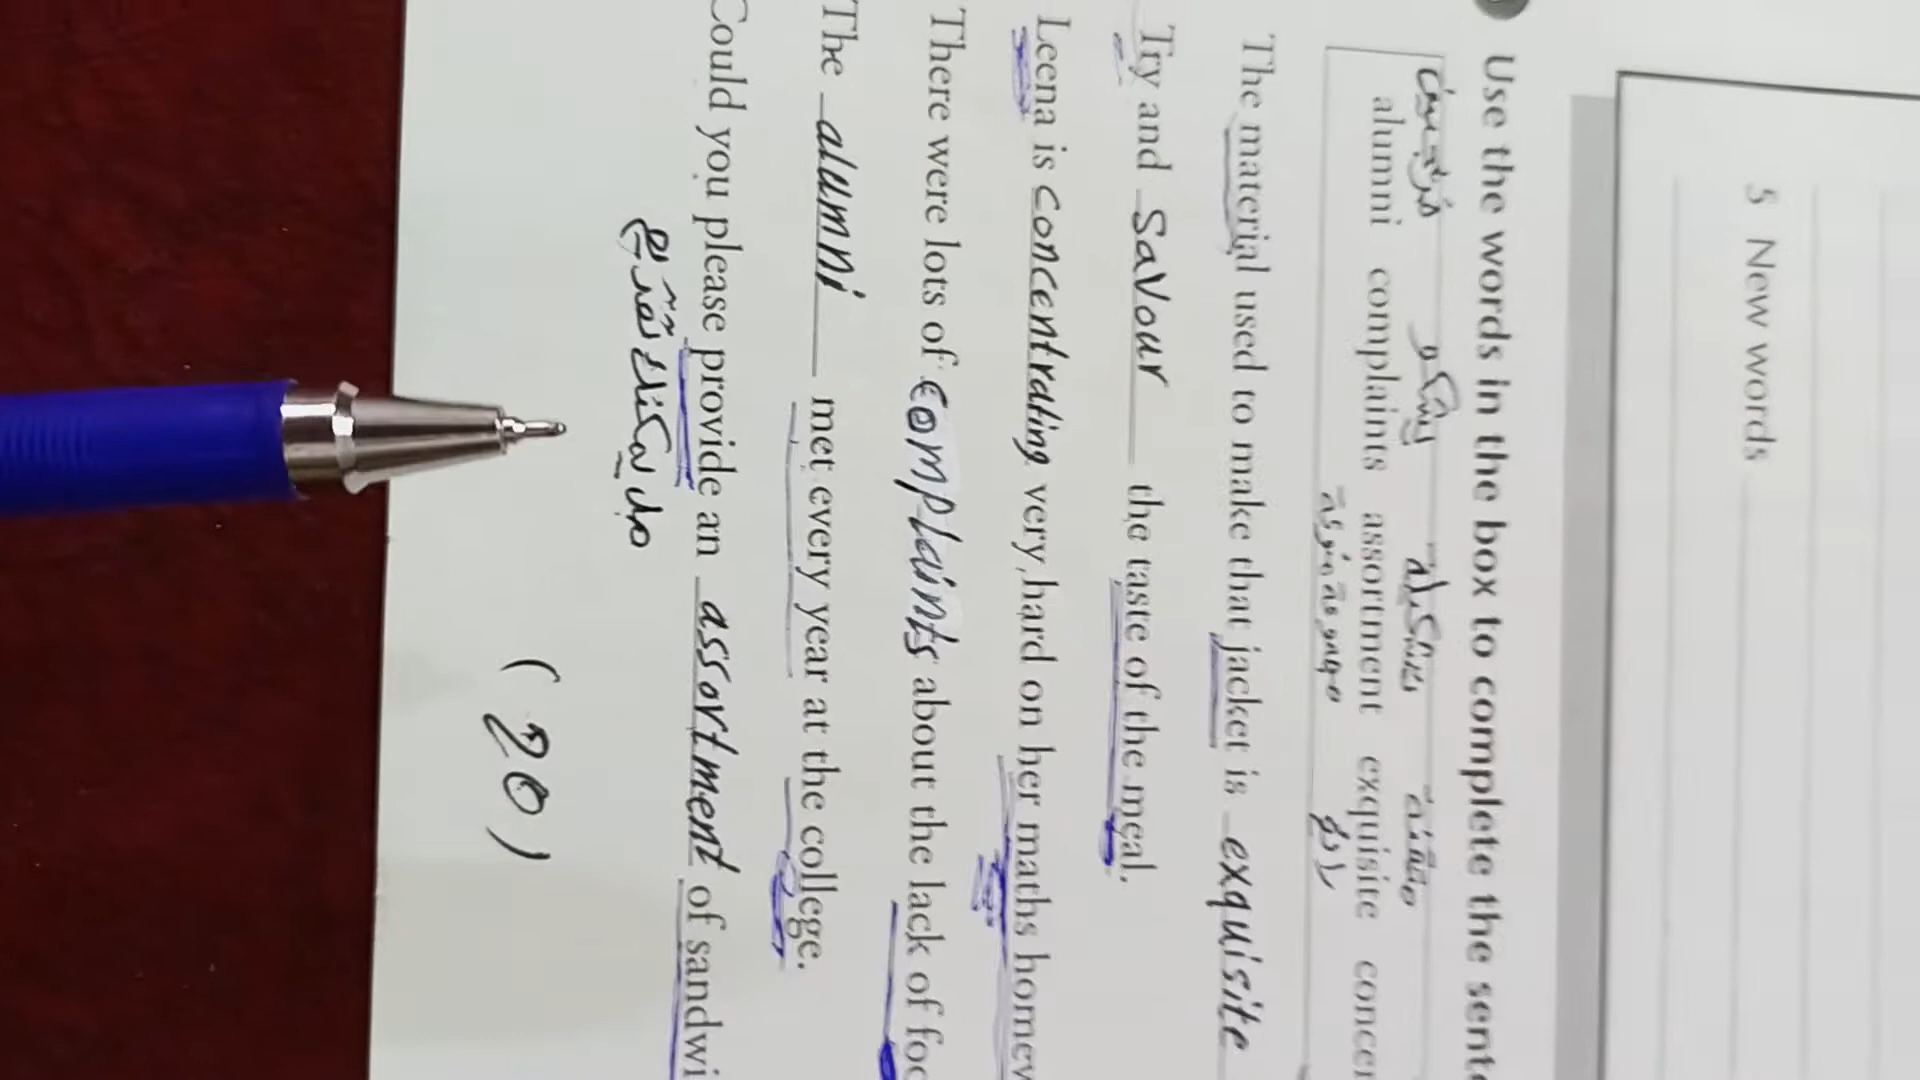 5 New words
Use the words in the box to complete the sent
alumni complaints assortment exquisite concer
The material used to make that jacket is exquisite
Try and Savour the taste of the meal.
Leena is concentrating very hard on her maths homew
There were lots of complaints about the lack of foo
The alumni met every year at the college.
Could you please provide an assortment of sandwi
(20)